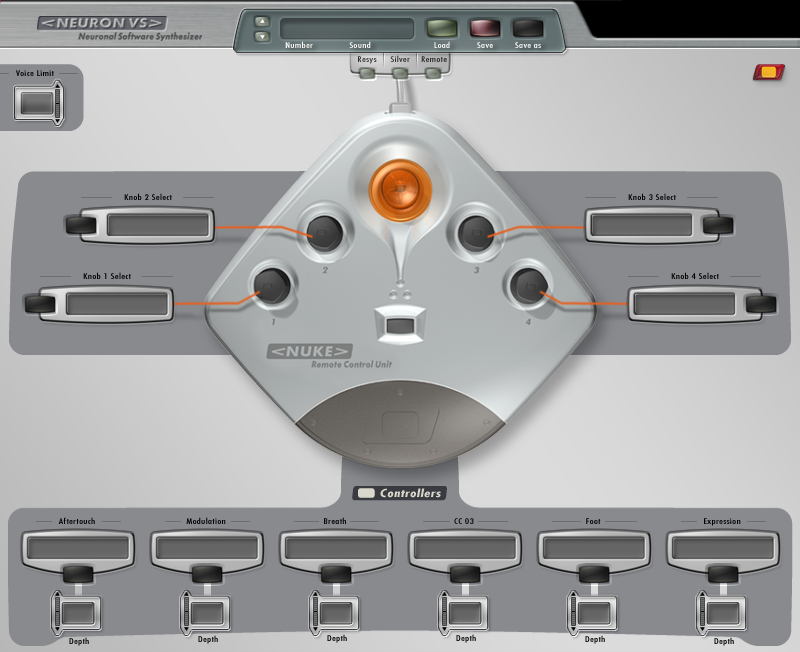 <NEURON VS>
Neuronal Software Synthesizer
Number Sound Load Save Save as
Resys Silver Remote
Voice Limit
Knob 2 Select
Knob 3 Select
Knob 1 Select
Knob 4 Select
2 3
1 4
<NUKE>
Remote Control Unit
Controllers
Aftertouch Modulation Breath CC 03 Foot Expression
Depth Depth Depth Depth Depth Depth